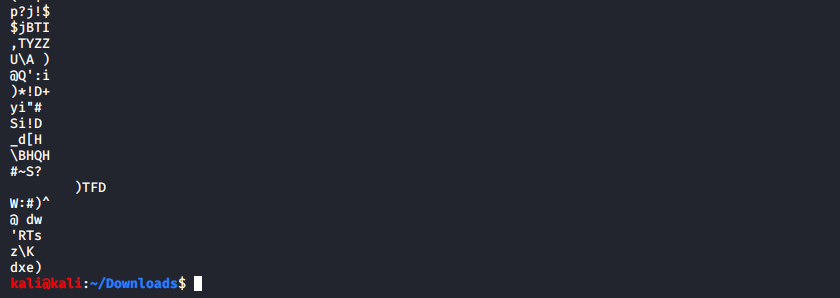 p?j!$
$jBTI
,TYZZ
U\A )
@Q':i
)*!D+
yi"#
Si!D
_d[H
\BHQH
#~S?
        )TFD
W:#)^
@ dw
'RTs
z\K
dxe)
kali@kali:~/Downloads$